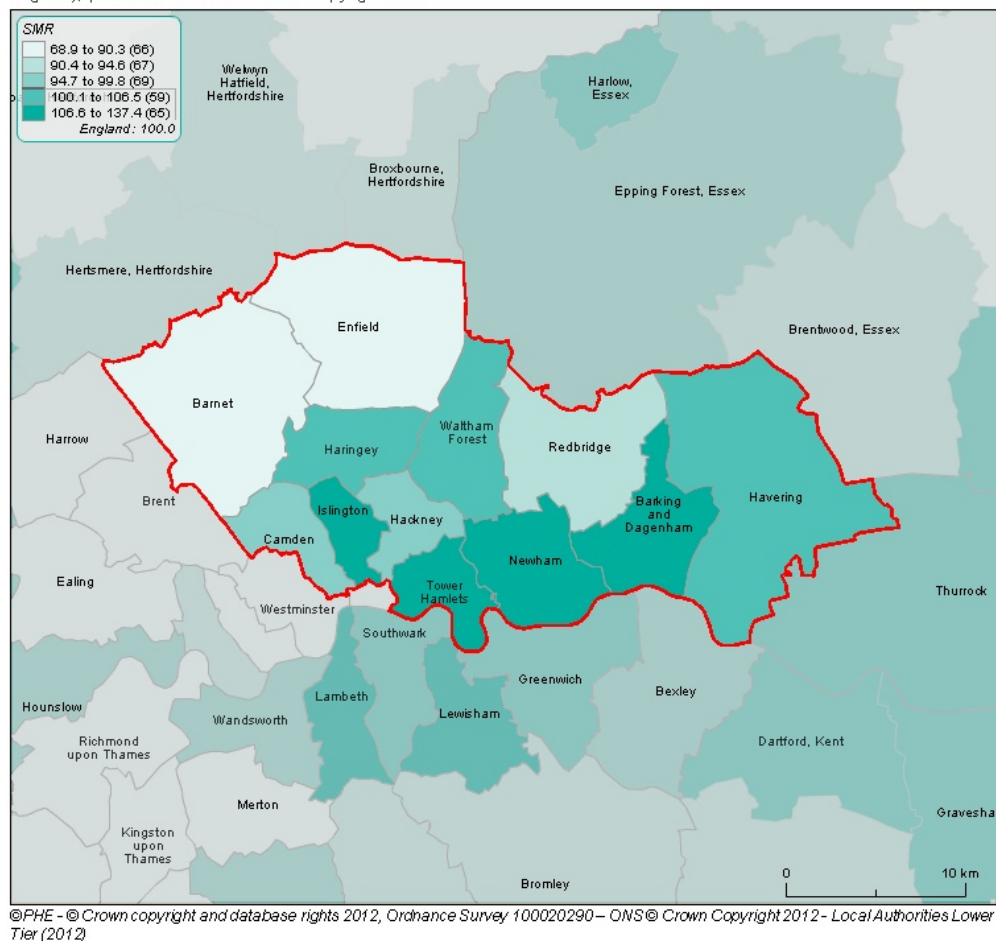 SMR
68.9 to 90.3 (66)
90.4 to 94.6 (67)
94.7 to 99.8 (69)
100.1 to 106.5 (59)
106.6 to 137.4 (65)
England : 100.0
Welwyn
Hatfield,
Hertfordshire
Harlow,
Essex
Broxbourne,
Hertfordshire
Epping Forest, Essex
Hertsmere, Hertfordshire
Enfield
Brentwood, Essex
Barnet
Harrow
Waltham
Forest
Haringey
Redbridge
Brent
Islington
Hackney
Barking
and
Dagenham
Havering
Camden
Ealing
Newham
Tower
Hamlets
Thurrock
Westminster
Southwark
Greenwich
Bexley
Hounslow
Lambeth
Wandsworth
Lewisham
Richmond
upon Thames
Dartford, Kent
Merton
Gravesha
Kingston
upon
Thames
Bromley
0 10 km
©PHE - © Crown copyright and database rights 2012, Ordnance Survey 100020290 – ONS © Crown Copyright 2012 - Local Authorities Lower
Tier (2012)